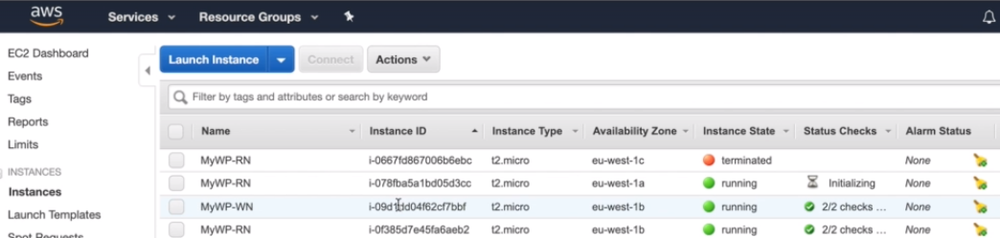 aws Services Resource Groups
EC2 Dashboard
Events
Tags
Reports
Limits
INSTANCES
Instances
Launch Templates
Spot Requests
Launch Instance Connect Actions
Filter by tags and attributes or search by keyword
Name Instance ID Instance Type Availability Zone Instance State Status Checks Alarm Status
MyWP-RN i-0667fd867006b6ebc t2.micro eu-west-1c terminated None
MyWP-RN i-078fba5a1bd05d3cc t2.micro eu-west-1a running Initializing None
MyWP-WN t2.micro eu-west-1b running 2/2 checks ... None
MyWP-RN i-0f385d7e45fa6aeb2 t2.micro eu-west-1b running 2/2 checks ... None